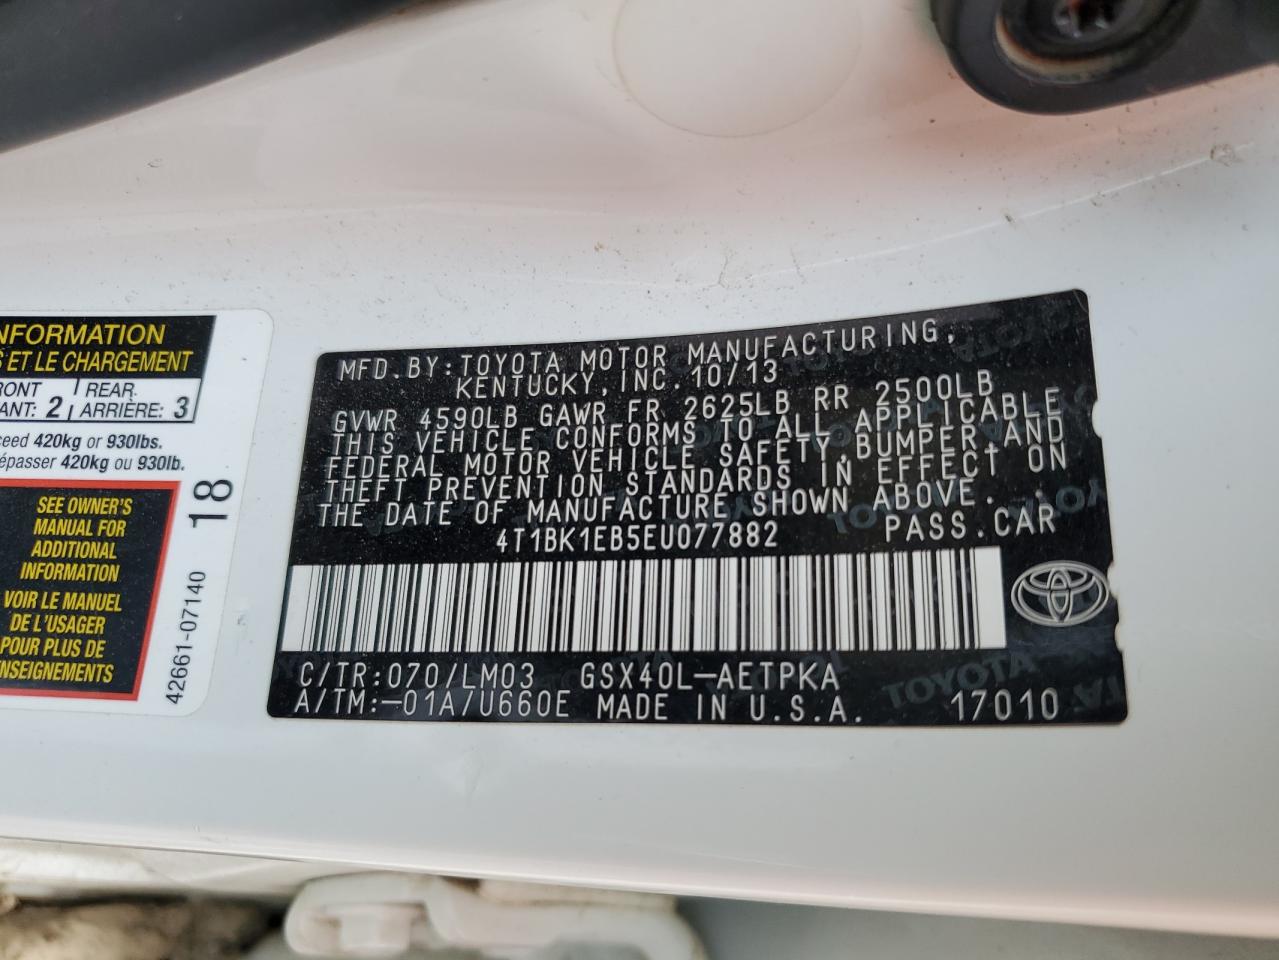 NFORMATION
S ET LE CHARGEMENT
RONT
ANT: 2
REAR
ARRIÈRE: 3
ceed 420kg or 930lbs.
épasser 420kg ou 930lb.
SEE OWNER'S
MANUAL FOR
ADDITIONAL
INFORMATION
VOIR LE MANUEL
DE L'USAGER
POUR PLUS DE
NSEIGNEMENTS
42661-07140
18
MFD.BY:TOYOTA MOTOR MANUFACTURING,
KENTUCKY,INC.10/13
GVWR 4590LB GAWR FR 2625LB RR 2500LB
THIS VEHICLE CONFORMS TO ALL APPLICABLE
FEDERAL MOTOR VEHICLE SAFETY,BUMPER,AND
THEFT PREVENTION STANDARDS IN EFFECT ON
THE DATE OF MANUFACTURE SHOWN ABOVE.
4T1BK1EB5EU077882
PASS.CAR
C/TR:070/LM03 GSX40L-AETPKA
A/TM:-01A/U660E MADE IN U.S.A. 17010
TOYOTA